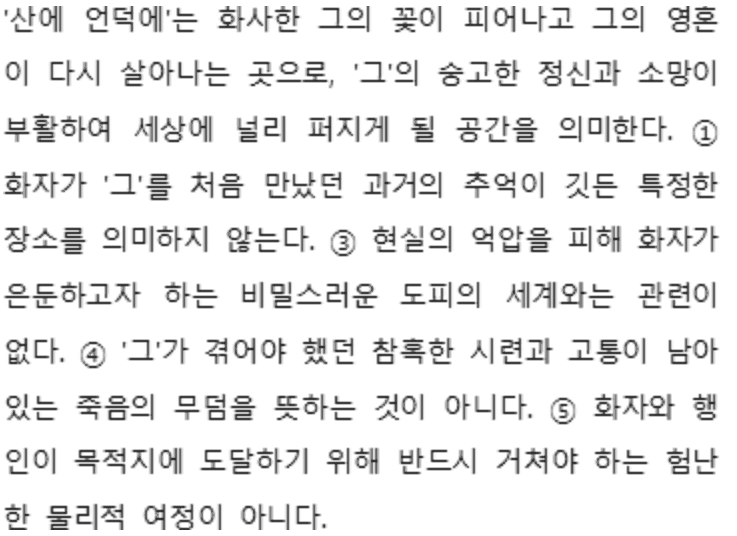 '산에 언덕에'는 화사한 그의 꽃이 피어나고 그의 영혼
이 다시 살아나는 곳으로, '그'의 숭고한 정신과 소망이
부활하여 세상에 널리 퍼지게 될 공간을 의미한다. ①
화자가 '그'를 처음 만났던 과거의 추억이 깃든 특정한
장소를 의미하지 않는다. ③ 현실의 억압을 피해 화자가
은둔하고자 하는 비밀스러운 도피의 세계와는 관련이
없다. ④ '그'가 겪어야 했던 참혹한 시련과 고통이 남아
있는 죽음의 무덤을 뜻하는 것이 아니다. ⑤ 화자와 행
인이 목적지에 도달하기 위해 반드시 거쳐야 하는 험난
한 물리적 여정이 아니다.